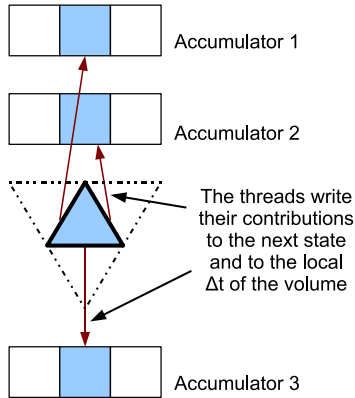 Accumulator 1
Accumulator 2
The threads write
their contributions
to the next state
and to the local
Δt of the volume
Accumulator 3